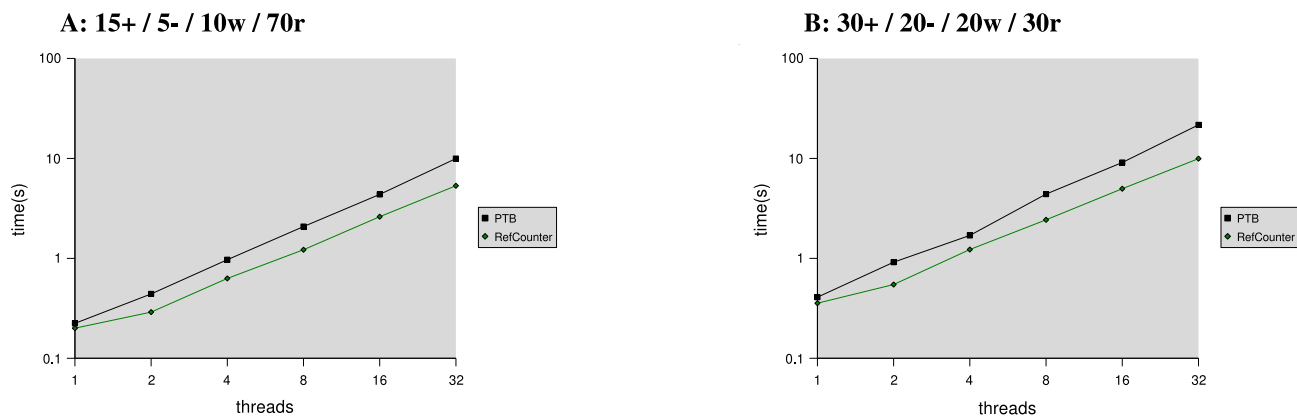 A: 15+ / 5- / 10w / 70r
100
10
1
0.1
time(s)
1 2 4 8 16 32
threads
PTB
RefCounter
B: 30+ / 20- / 20w / 30r
100
10
1
0.1
time(s)
1 2 4 8 16 32
threads
PTB
RefCounter